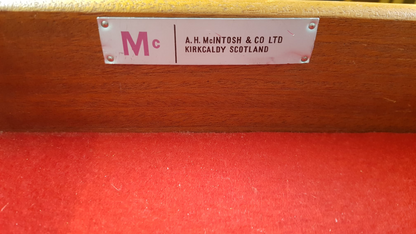 Mc
A. H. McINTOSH & CO LTD
KIRKCALDY SCOTLAND